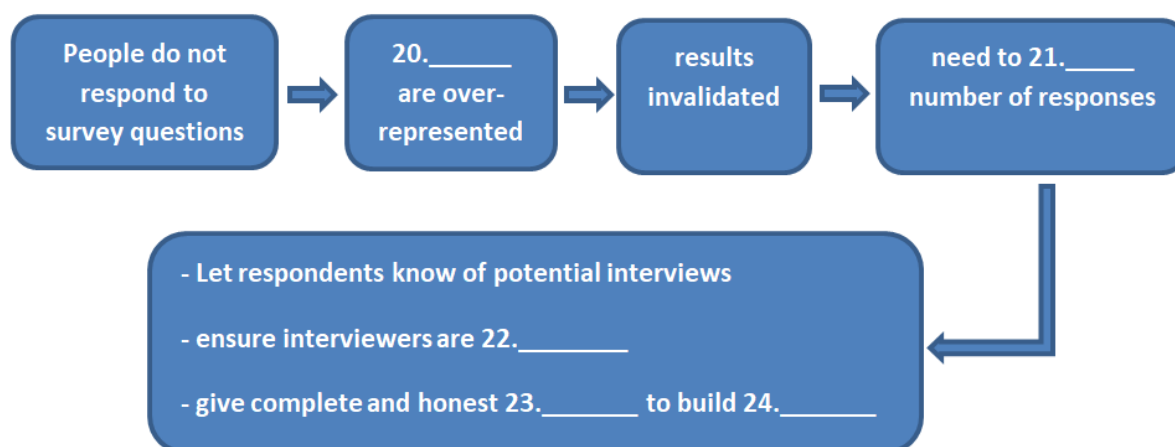 People do not
respond to
survey questions
20.______
are over-
represented
results
invalidated
need to 21._____
number of responses
- Let respondents know of potential interviews
- ensure interviewers are 22.________
- give complete and honest 23._______ to build 24._______